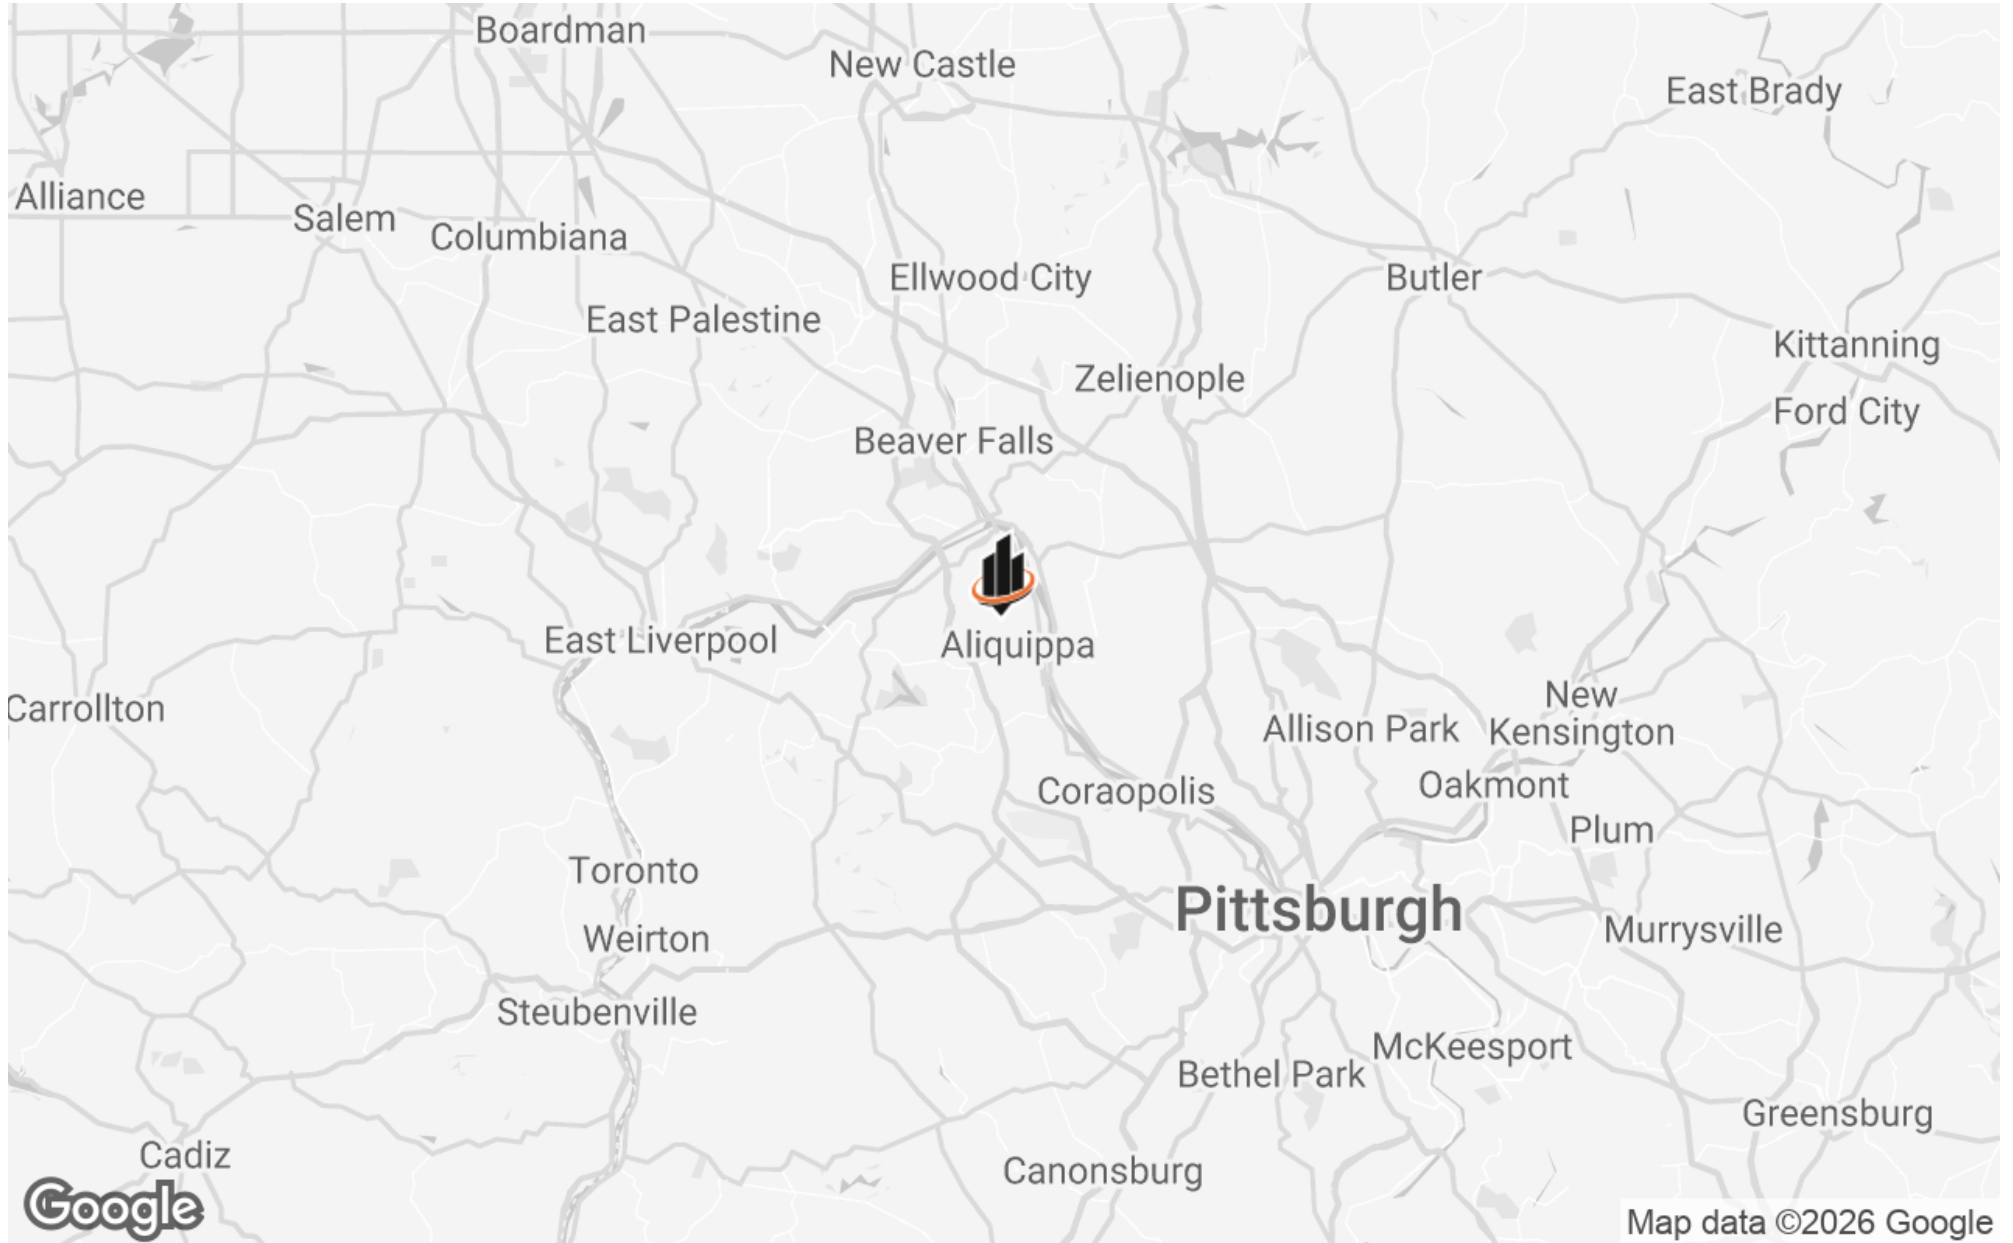 Boardman
New Castle
East Brady
Alliance
Salem
Columbiana
Ellwood City
Butler
East Palestine
Kittanning
Zelienople
Ford City
Beaver Falls
East Liverpool
Aliquippa
Carrollton
New
Kensington
Allison Park
Oakmont
Coraopolis
Plum
Toronto
Pittsburgh
Weirton
Murrysville
Steubenville
McKeesport
Bethel Park
Greensburg
Cadiz
Canonsburg
Google
Map data ©2026 Google